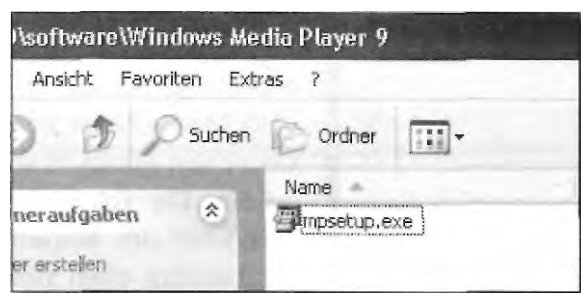 \software\Windows Media Player 9
Ansicht Favoriten Extras ?
Suchen Ordner
Name
neraufgaben
mpsetup.exe
er erstellen